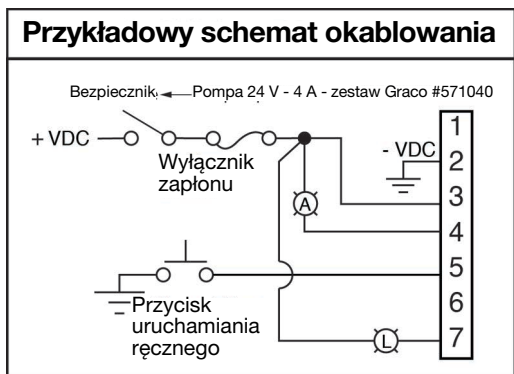 Przykładowy schemat okablowania
Bezpiecznik Pompa 24 V - 4 A - zestaw Graco #571040
+ VDC
Wyłącznik
zapłonu
- VDC
1
2
3
A
4
5
Przycisk
uruchamiania
ręcznego
6
L
7